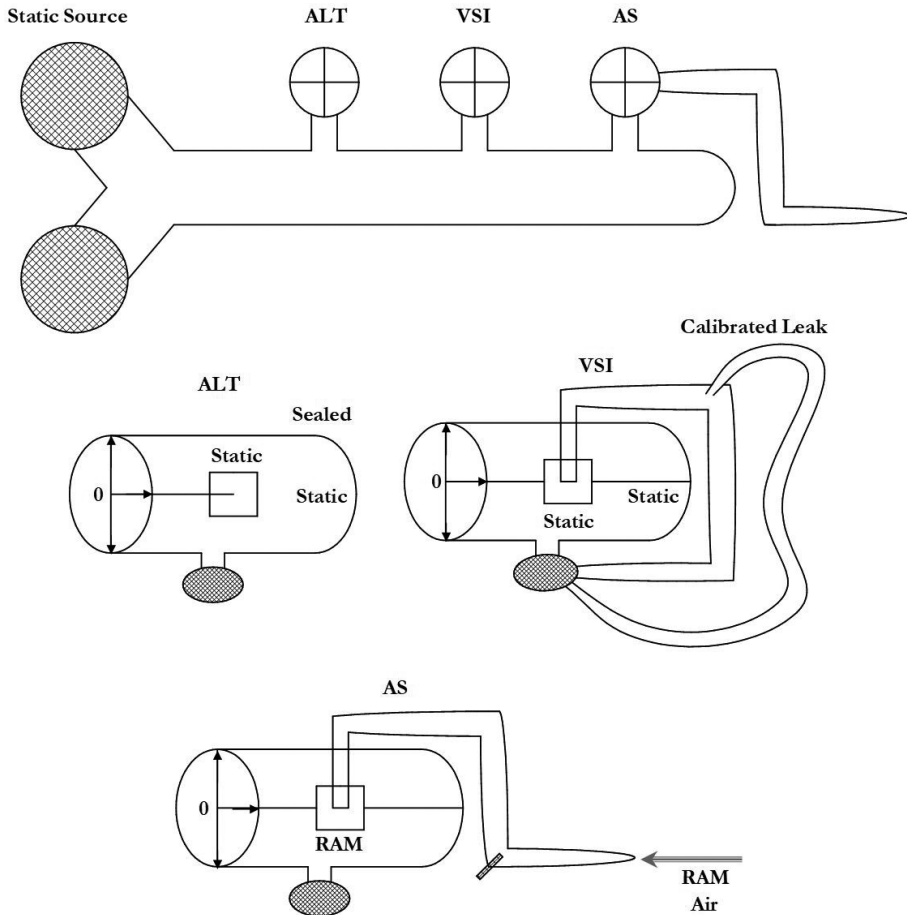 Static Source
ALT
VSI
AS
Calibrated Leak
ALT
VSI
Sealed
Static
0
Static
0
Static
Static
AS
0
RAM
RAM
Air